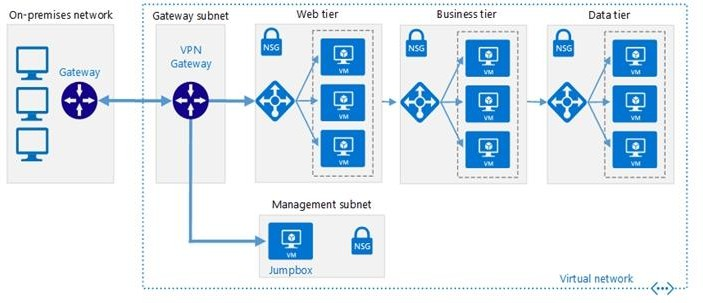 On-premises network
Gateway
Gateway subnet
VPN
Gateway
Web tier
NSG
VM
VM
VM
Business tier
NSG
VM
VM
VM
Data tier
NSG
VM
VM
VM
Management subnet
VM
NSG
Jumpbox
Virtual network